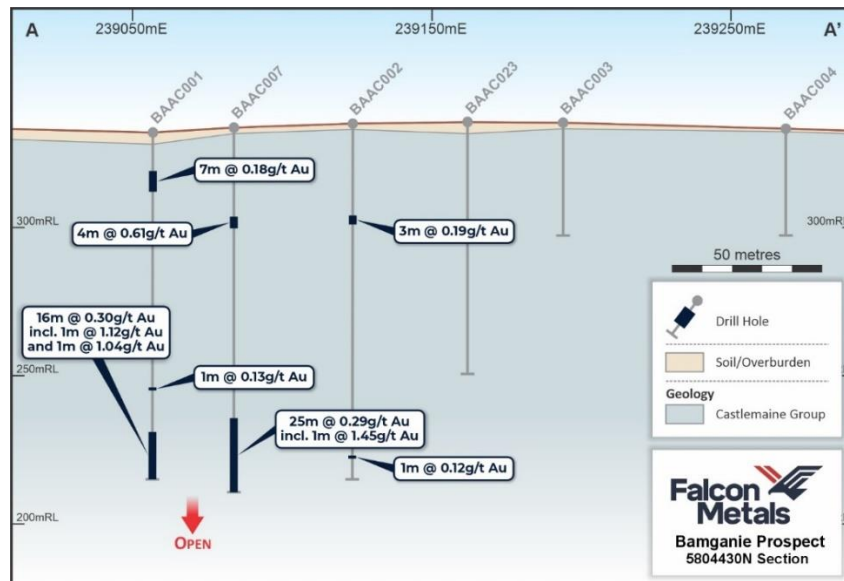 A
239050mE
239150mE
239250mE
A'
BAAC001
BAAC007
BAAC002
BAAC023
BAAC003
BAAC004
7m @ 0.18g/t Au
300mRL
4m @ 0.61g/t Au
3m @ 0.19g/t Au
300mRL
50 metres
16m @ 0.30g/t Au
incl. 1m @ 1.12g/t Au
and 1m @ 1.04g/t Au
250mRL
1m @ 0.13g/t Au
25m @ 0.29g/t Au
incl. 1m @ 1.45g/t Au
1m @ 0.12g/t Au
200mRL
OPEN
Drill Hole
Soil/Overburden
Geology
Castlemaine Group
Falcon
Metals
Bamganie Prospect
5804430N Section